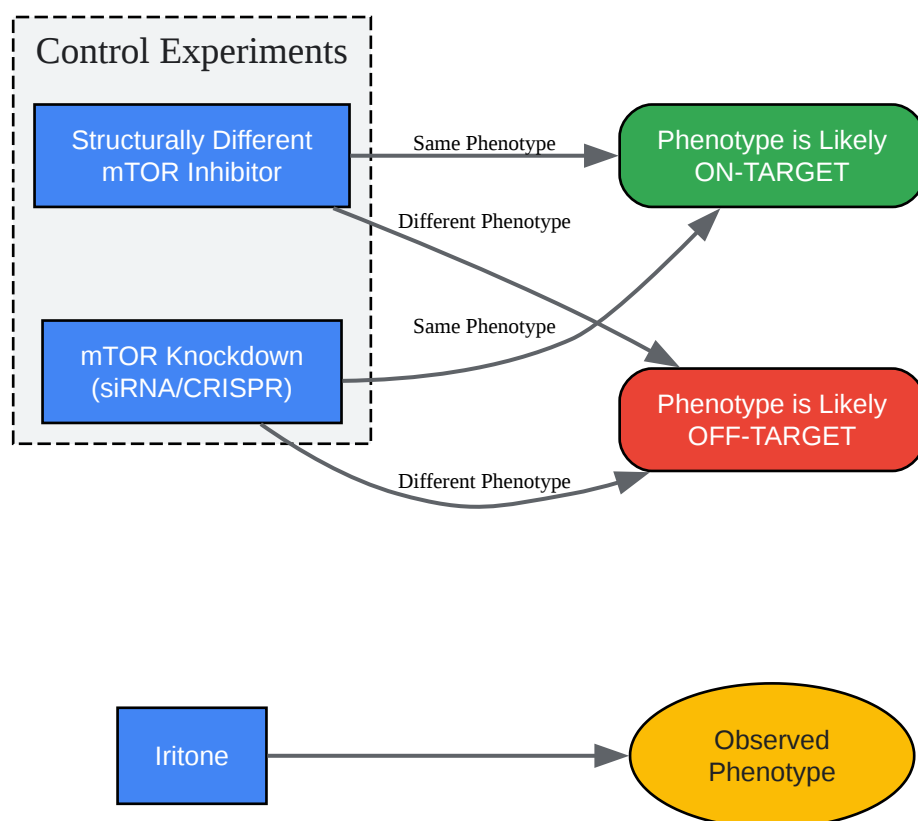 Control Experiments
Structurally Different
mTOR Inhibitor
Same Phenotype
Phenotype is Likely
ON-TARGET
Different Phenotype
mTOR Knockdown
(siRNA/CRISPR)
Same Phenotype
Phenotype is Likely
OFF-TARGET
Different Phenotype
Iritone
Observed
Phenotype